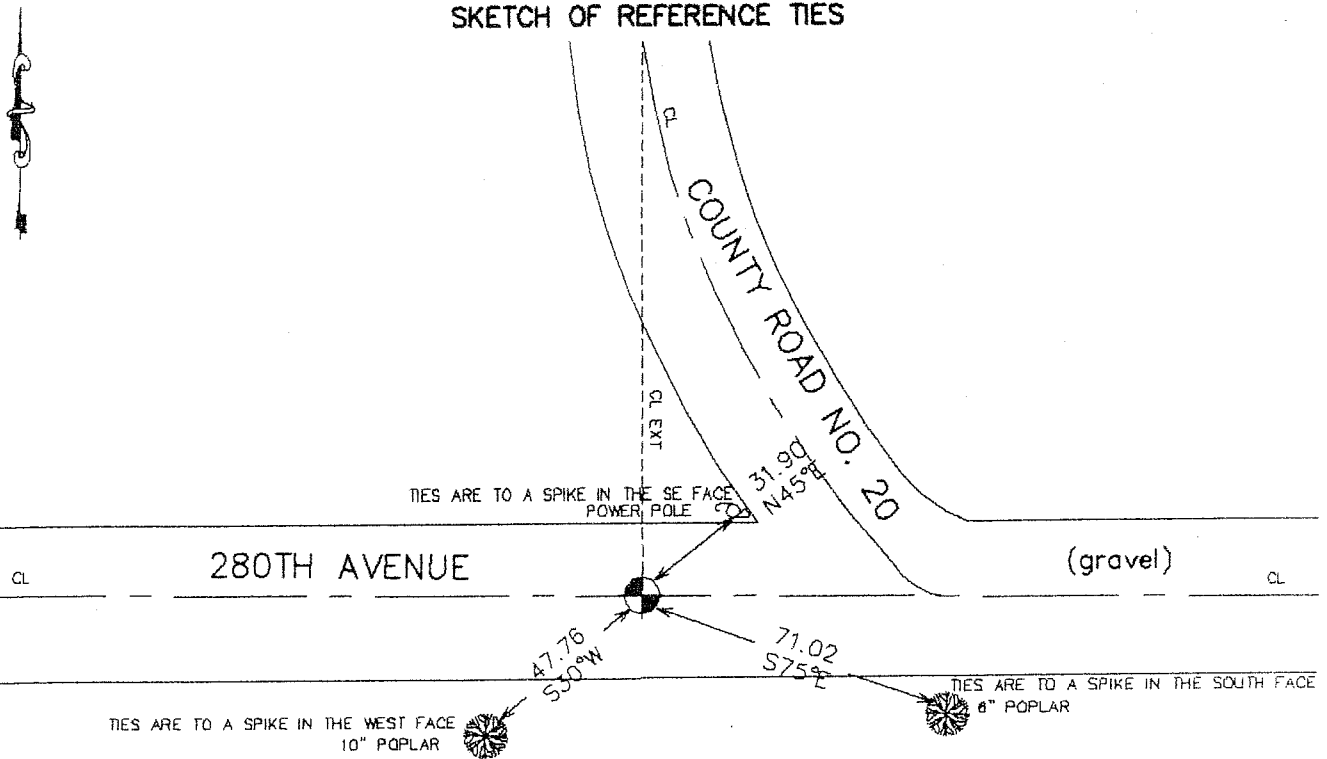 SKETCH OF REFERENCE TIES
CL
COUNTY ROAD NO. 20
CL EXT
TIES ARE TO A SPIKE IN THE SE FACE
POWER POLE
31.90
N45°E
280TH AVENUE
(gravel)
CL
CL
47.76
S30°W
71.02
S75°E
TIES ARE TO A SPIKE IN THE SOUTH FACE
6" POPLAR
TIES ARE TO A SPIKE IN THE WEST FACE
10" POPLAR